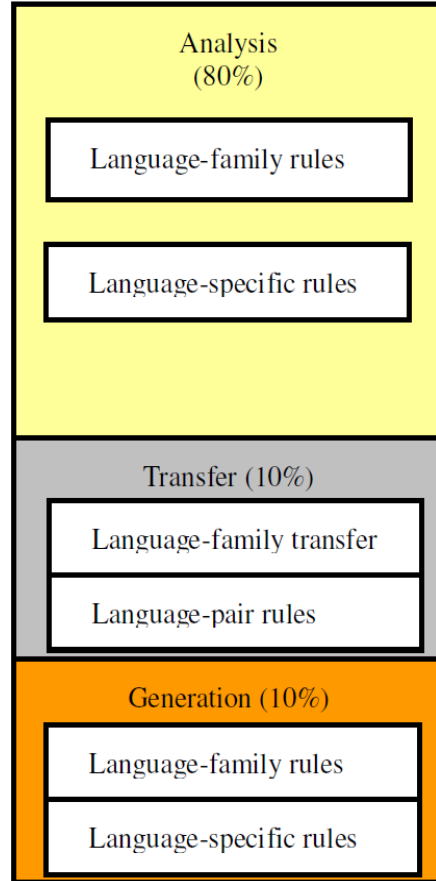 Analysis
(80%)
Language-family rules
Language-specific rules
Transfer (10%)
Language-family transfer
Language-pair rules
Generation (10%)
Language-family rules
Language-specific rules